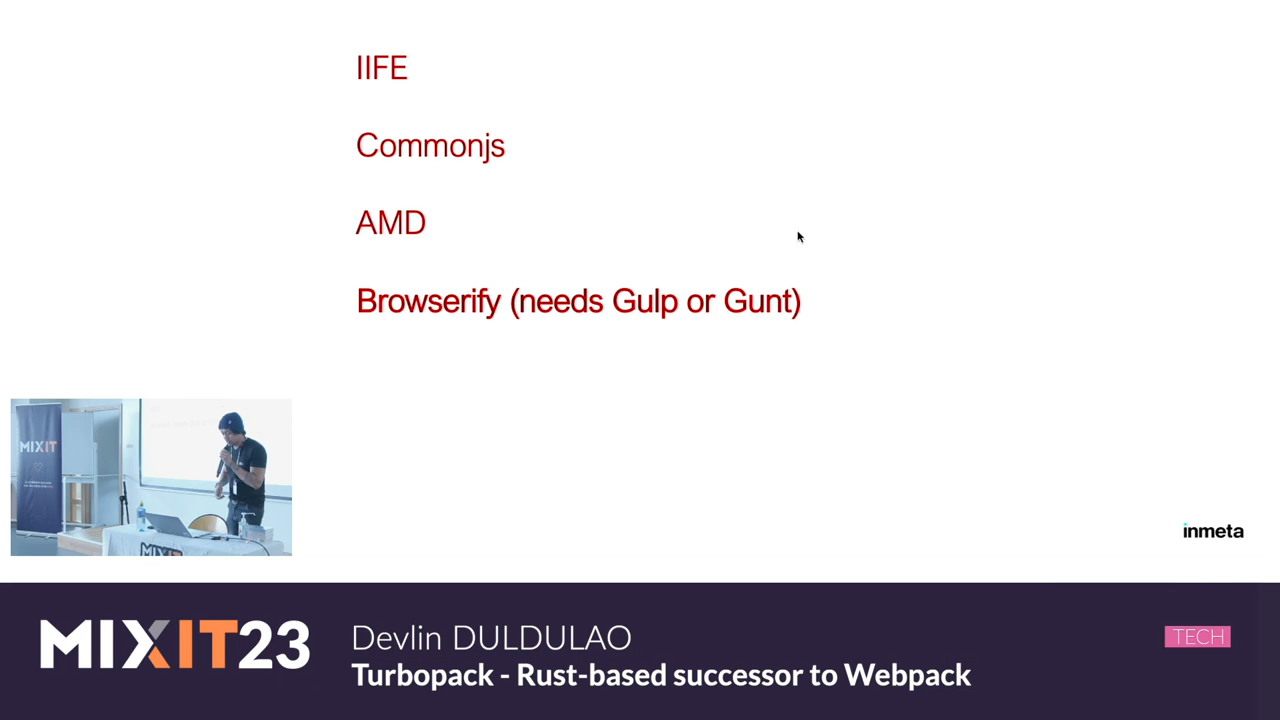 IIFE
Commonjs
AMD
Browserify (needs Gulp or Gunt)
MIXIT
MIXIT
inmeta
MIXIT23
Devlin DULDULAO
TECH
Turbopack - Rust-based successor to Webpack